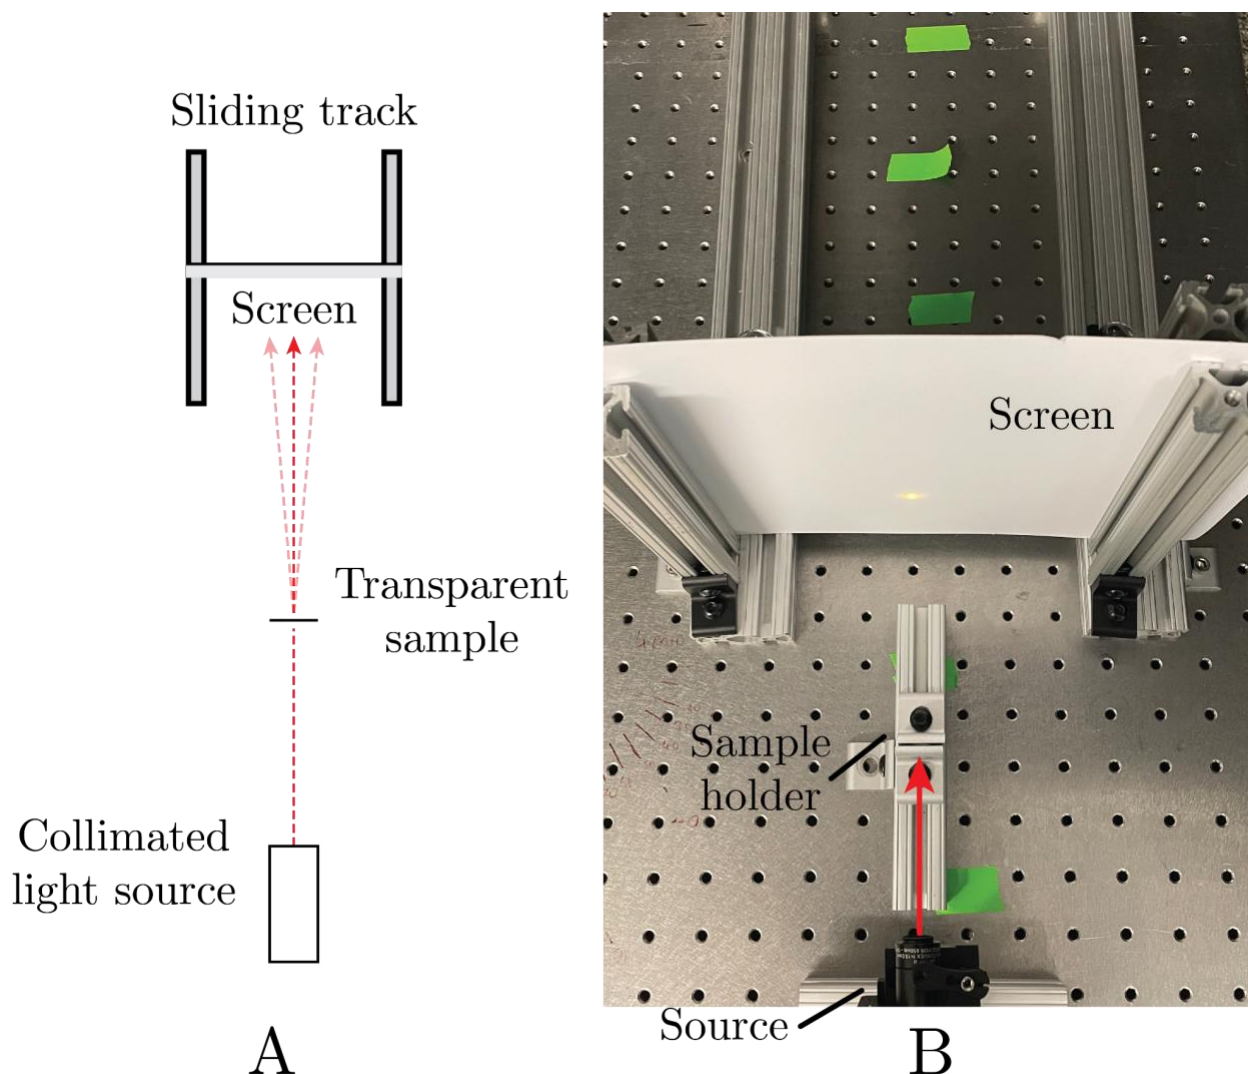 Sliding track
Screen
Transparent
sample
Collimated
light source
A
Screen
Sample
holder
Source
B